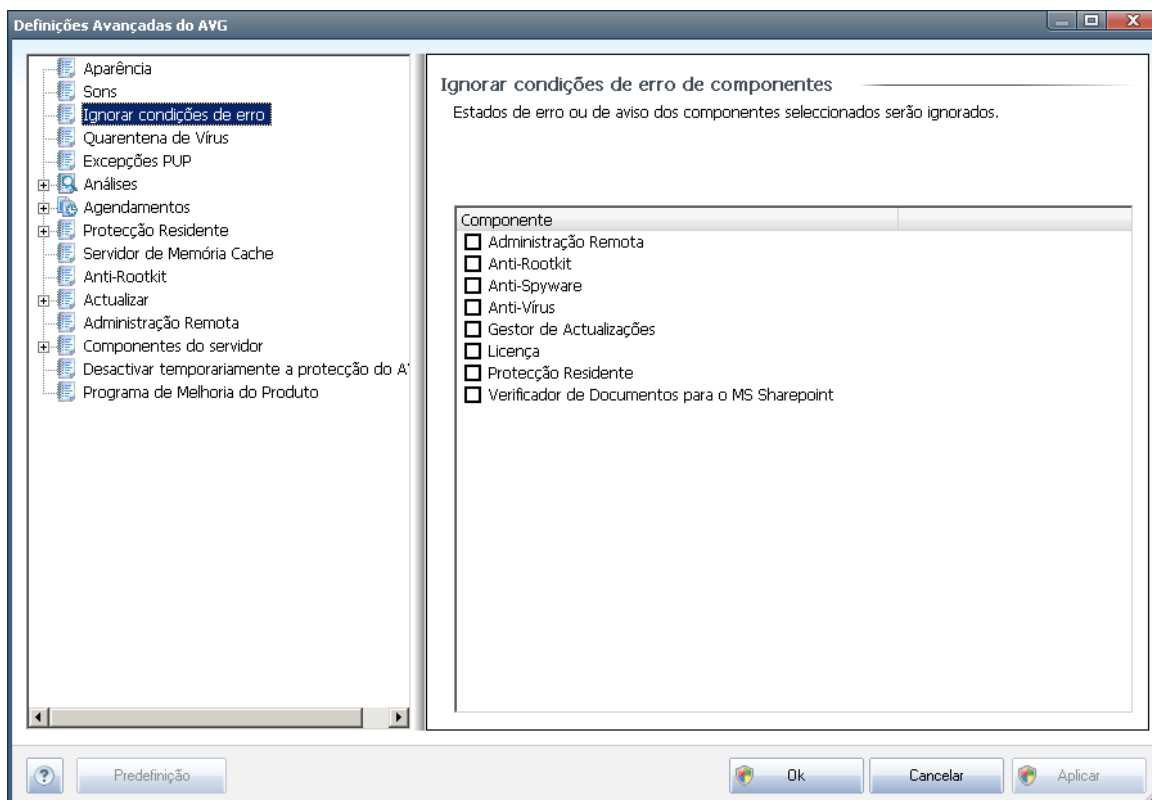 Definições Avançadas do AVG
Aparência
Sons
Ignorar condições de erro
Quarentena de Vírus
Excepções PUP
Análises
Agendamentos
Protecção Residente
Servidor de Memória Cache
Anti-Rootkit
Actualizar
Administração Remota
Componentes do servidor
Desactivar temporariamente a protecção do A
Programa de Melhoria do Produto
Ignorar condições de erro de componentes
Estados de erro ou de aviso dos componentes seleccionados serão ignorados.
Componente
Administração Remota
Anti-Rootkit
Anti-Spyware
Anti-Vírus
Gestor de Actualizações
Licença
Protecção Residente
Verificador de Documentos para o MS Sharepoint
? Predefinição Ok Cancelar Aplicar